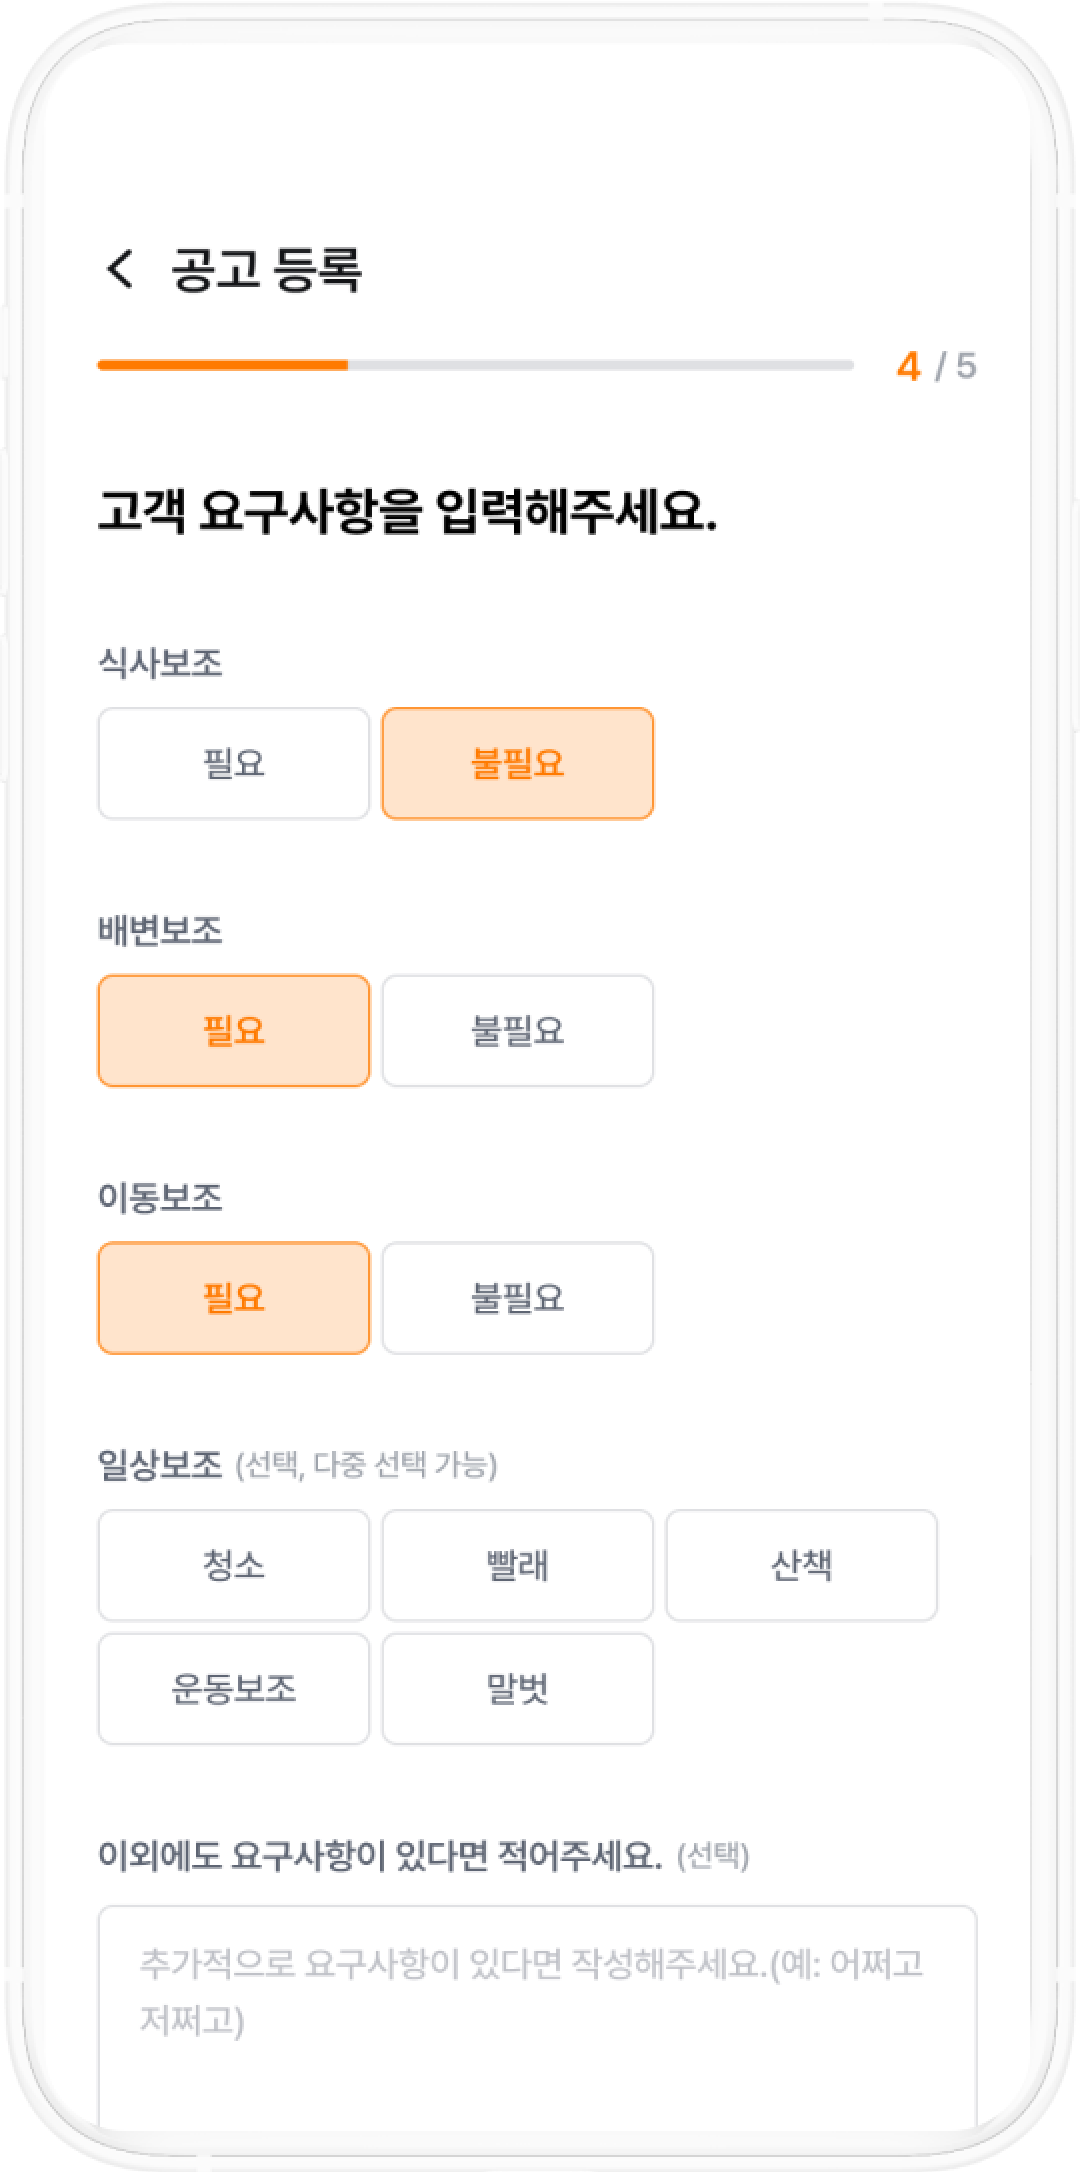 공고 등록
4 / 5
고객 요구사항을 입력해주세요.
식사보조
필요 불필요
배변보조
필요 불필요
이동보조
필요 불필요
일상보조 (선택, 다중 선택 가능)
청소 빨래 산책
운동보조 말벗
이외에도 요구사항이 있다면 적어주세요. (선택)
추가적으로 요구사항이 있다면 작성해주세요.(예: 어쩌고
저쩌고)